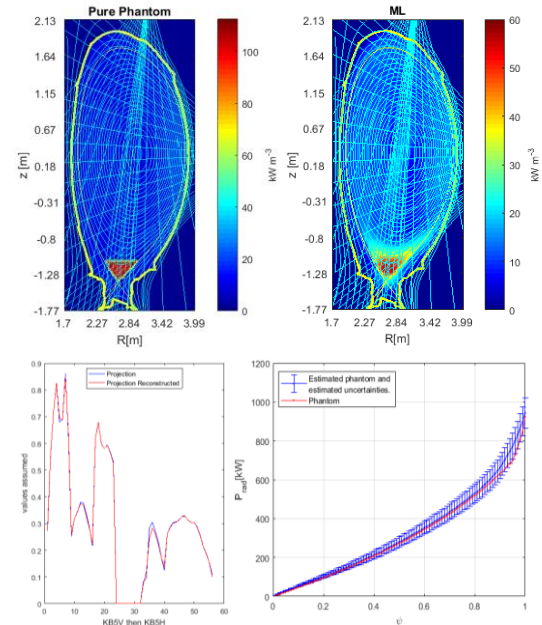 Pure Phantom
2.13
1.64
1.15
0.67
0.18
-0.31
-0.8
-1.28
-1.77
z [m]
1.7 2.27 2.84 3.42 3.99
R[m]
100
80
60
40
20
0
kW m⁻³
ML
2.13
1.64
1.15
0.67
0.18
-0.31
-0.8
-1.28
-1.77
z [m]
1.7 2.27 2.84 3.42 3.99
R[m]
60
50
40
30
20
10
0
kW m⁻³
Projection
Projection Reconstructed
0.9
0.8
0.7
0.6
0.5
0.4
0.3
0.2
0.1
0
values assumed
0 10 20 30 40 50 60
KB5V then KB5H
Estimated phantom and
estimated uncertainties.
Phantom
1200
1000
800
600
400
200
0
P_rad[kW]
0 0.2 0.4 0.6 0.8 1
ψ